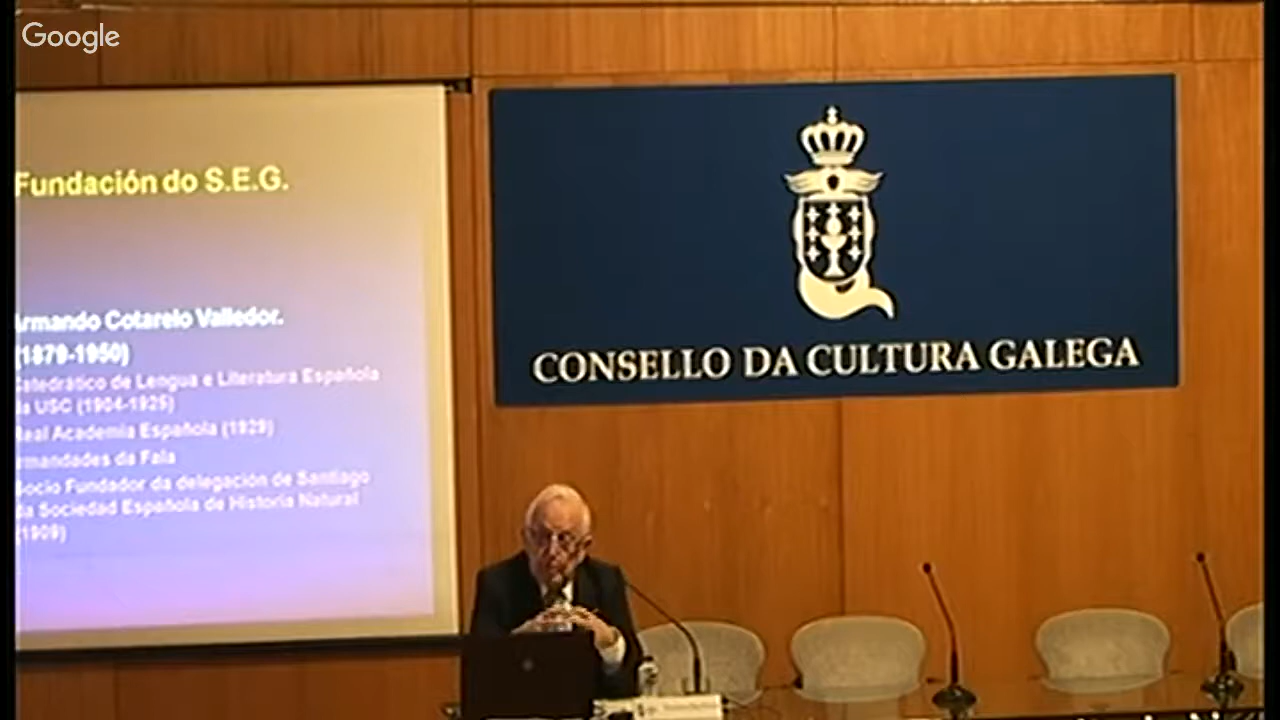 Google
Fundación do S.E.G.
rmando Cotarelo Valledor.
(1879-1950)
Catedrático de Lengua e Literatura Española
da USC (1904-1925)
Real Academia Española (1929)
rmandades da Fala
Socio Fundador da delegación de Santiago
da Sociedad Española de Historia Natural
(1909)
CONSELLO DA CULTURA GALEGA